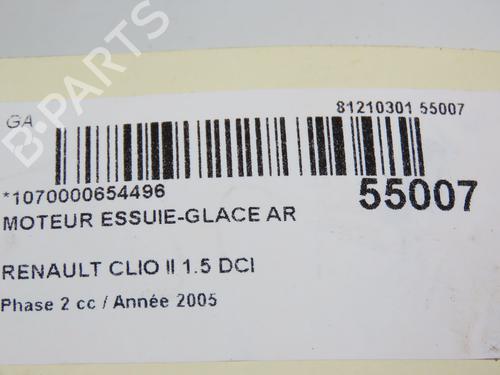 GA
81210301 55007
*1070000654496
55007
MOTEUR ESSUIE-GLACE AR
RENAULT CLIO II 1.5 DCI
Phase 2 cc / Année 2005
B-PARTS